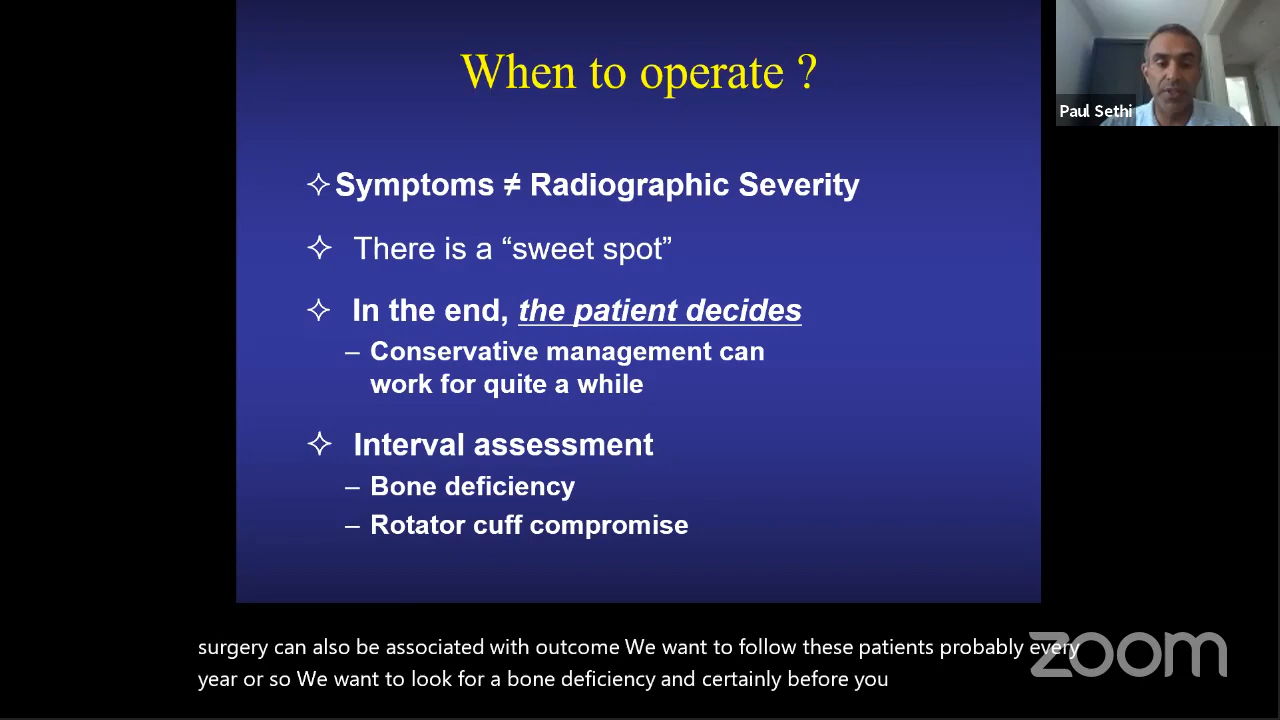 When to operate ?
Paul Sethi
✧ Symptoms ≠ Radiographic Severity
✧ There is a “sweet spot”
✧ In the end, the patient decides
– Conservative management can
work for quite a while
✧ Interval assessment
– Bone deficiency
– Rotator cuff compromise
surgery can also be associated with outcome We want to follow these patients probably every
year or so We want to look for a bone deficiency and certainly before you
zoom